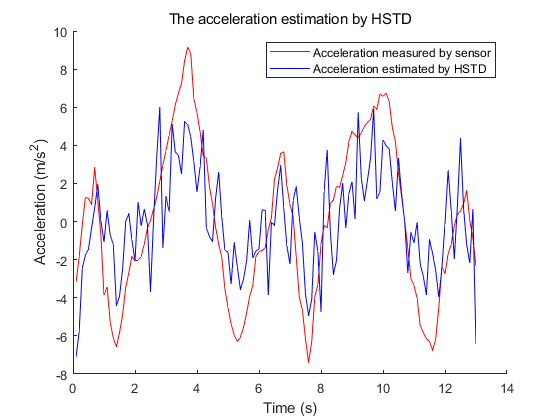 The acceleration estimation by HSTD
Acceleration measured by sensor
Acceleration estimated by HSTD
Acceleration (m/s²)
10
8
6
4
2
0
-2
-4
-6
-8
0 2 4 6 8 10 12 14
Time (s)